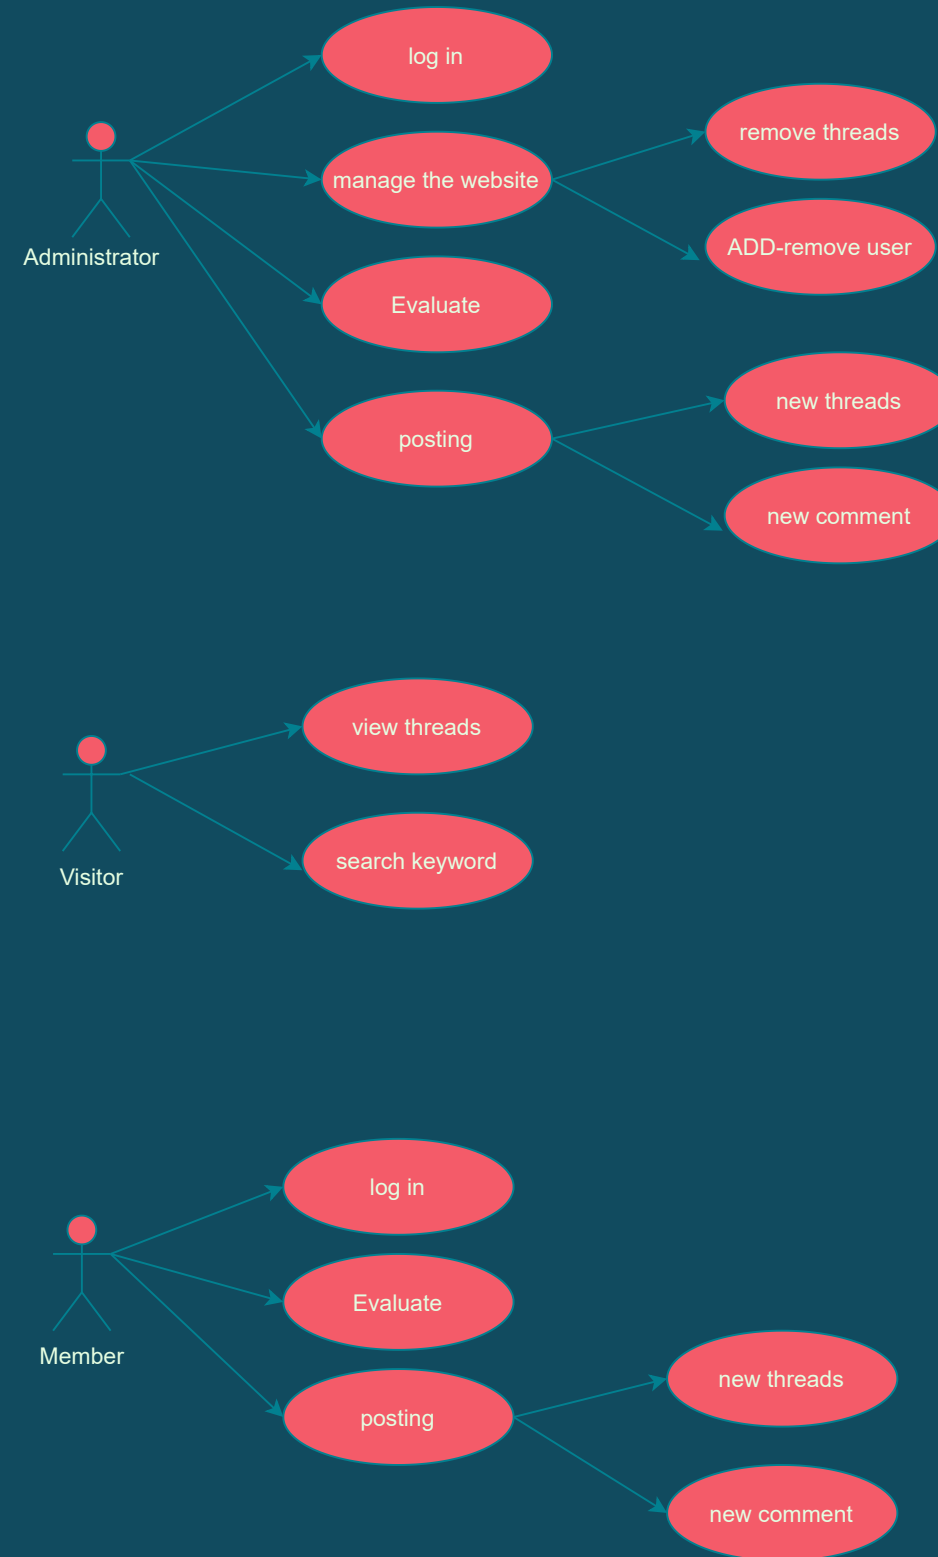 log in
remove threads
manage the website
ADD-remove user
Administrator
Evaluate
new threads
posting
new comment
view threads
search keyword
Visitor
log in
Evaluate
Member
new threads
posting
new comment